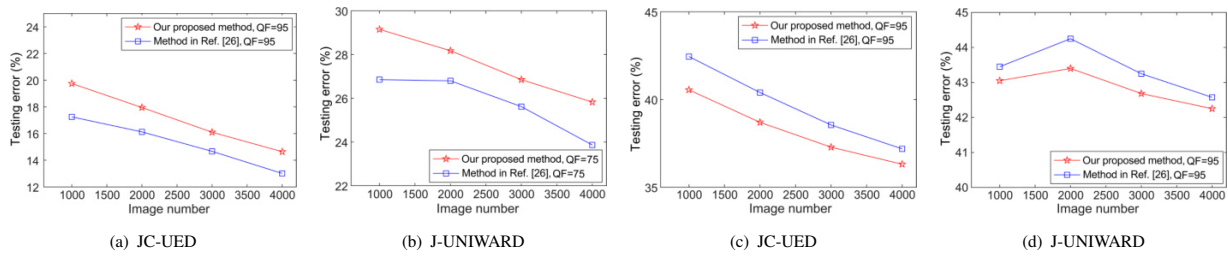 26
24
22
20
18
16
14
12
Testing error (%)
1000 1500 2000 2500 3000 3500 4000
Image number
Our proposed method, QF=95
Method in Ref. [26], QF=95
(a) JC-UED
30
28
26
24
22
Testing error (%)
1000 1500 2000 2500 3000 3500 4000
Image number
Our proposed method, QF=75
Method in Ref. [26], QF=75
(b) J-UNIWARD
45
40
35
Testing error (%)
1000 1500 2000 2500 3000 3500 4000
Image number
Our proposed method, QF=95
Method in Ref. [26], QF=95
(c) JC-UED
45
44
43
42
41
40
Testing error (%)
1000 1500 2000 2500 3000 3500 4000
Image number
Our proposed method, QF=95
Method in Ref. [26], QF=95
(d) J-UNIWARD